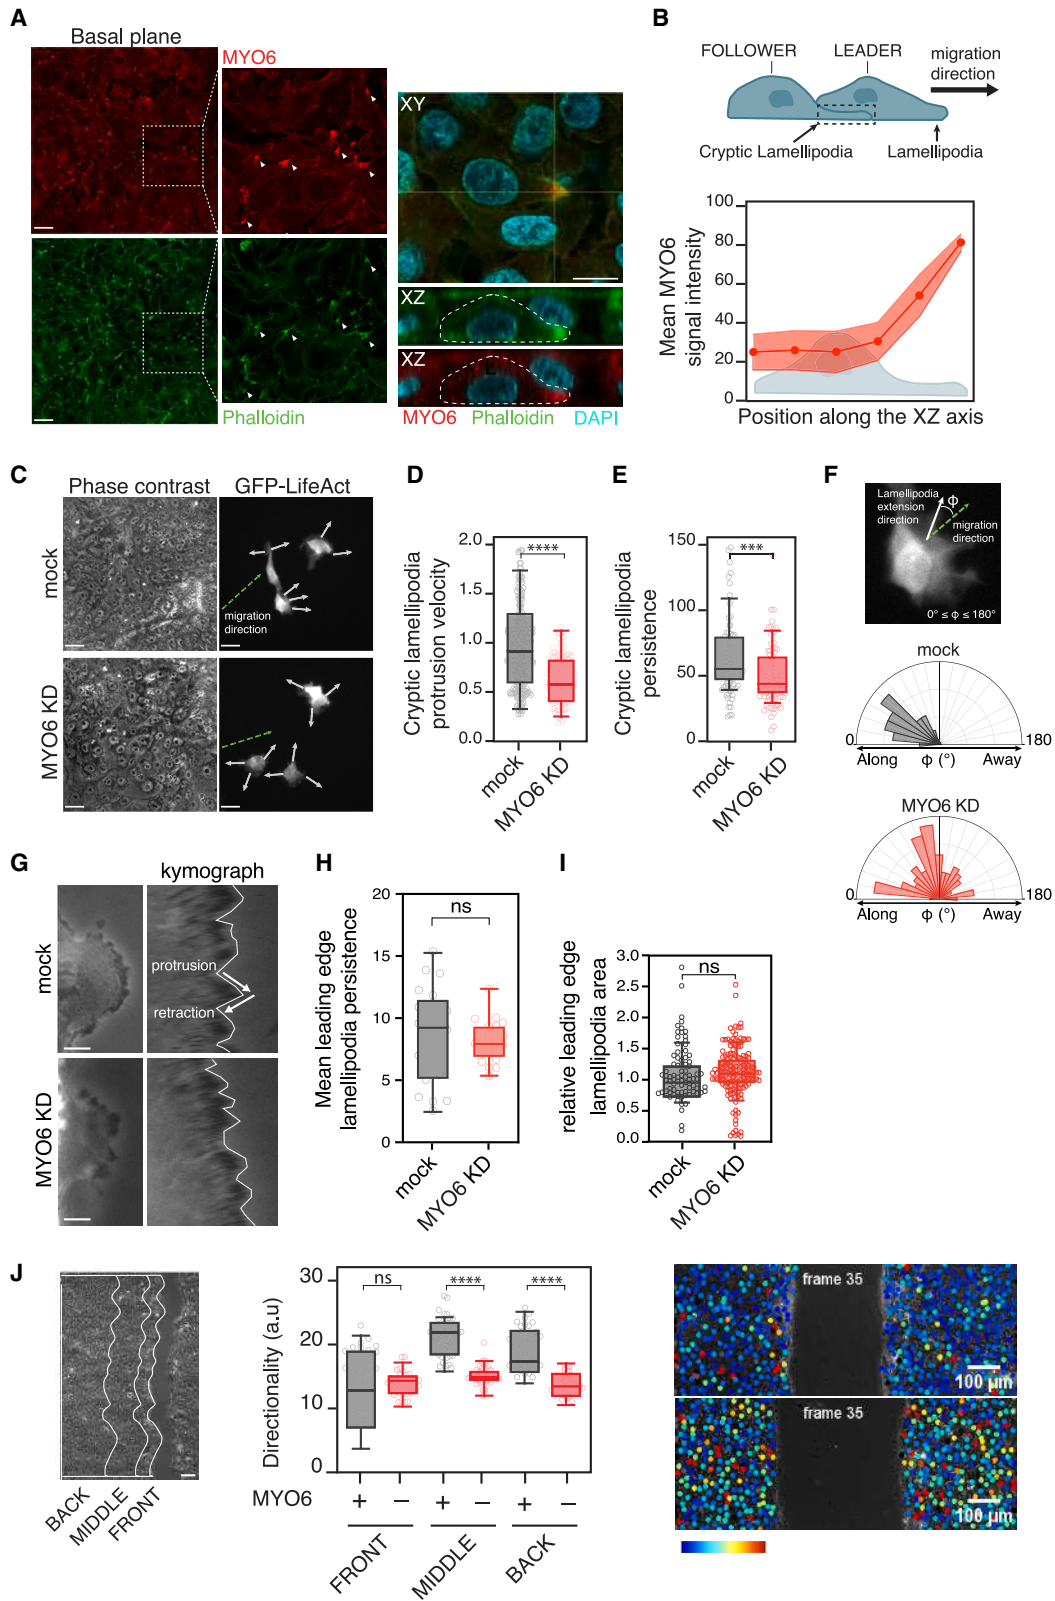 A
Basal plane
MYO6
Phalloidin
XY
XZ
XZ
L
MYO6 Phalloidin DAPI
B
FOLLOWER LEADER migration direction
Cryptic Lamellipodia Lamellipodia
Mean MYO6
signal intensity
100
80
60
40
20
0
Position along the XZ axis
C
Phase contrast GFP-LifeAct
mock
MYO6 KD
migration
direction
D
Cryptic lamellipodia
protrusion velocity
2.0
1.5
1.0
0.5
0
****
mock
MYO6 KD
E
Cryptic lamellipodia
persistence
150
100
50
0
***
mock
MYO6 KD
F
Lamellipodia
extension
direction
Φ
migration
direction
0° ≤ Φ ≤ 180°
mock
0 180
Along Φ (°) Away
MYO6 KD
0 180
Along Φ (°) Away
G
kymograph
mock
MYO6 KD
protrusion
retraction
H
Mean leading edge
lamellipodia persistence
20
15
10
5
0
ns
mock
MYO6 KD
I
relative leading edge
lamellipodia area
3.0
2.5
2.0
1.5
1.0
0.5
0.0
ns
mock
MYO6 KD
J
BACK
MIDDLE
FRONT
Directionality (a.u)
30
20
10
0
ns **** ****
MYO6 + − + − + −
FRONT
MIDDLE
BACK
frame 35
100 µm
frame 35
100 µm